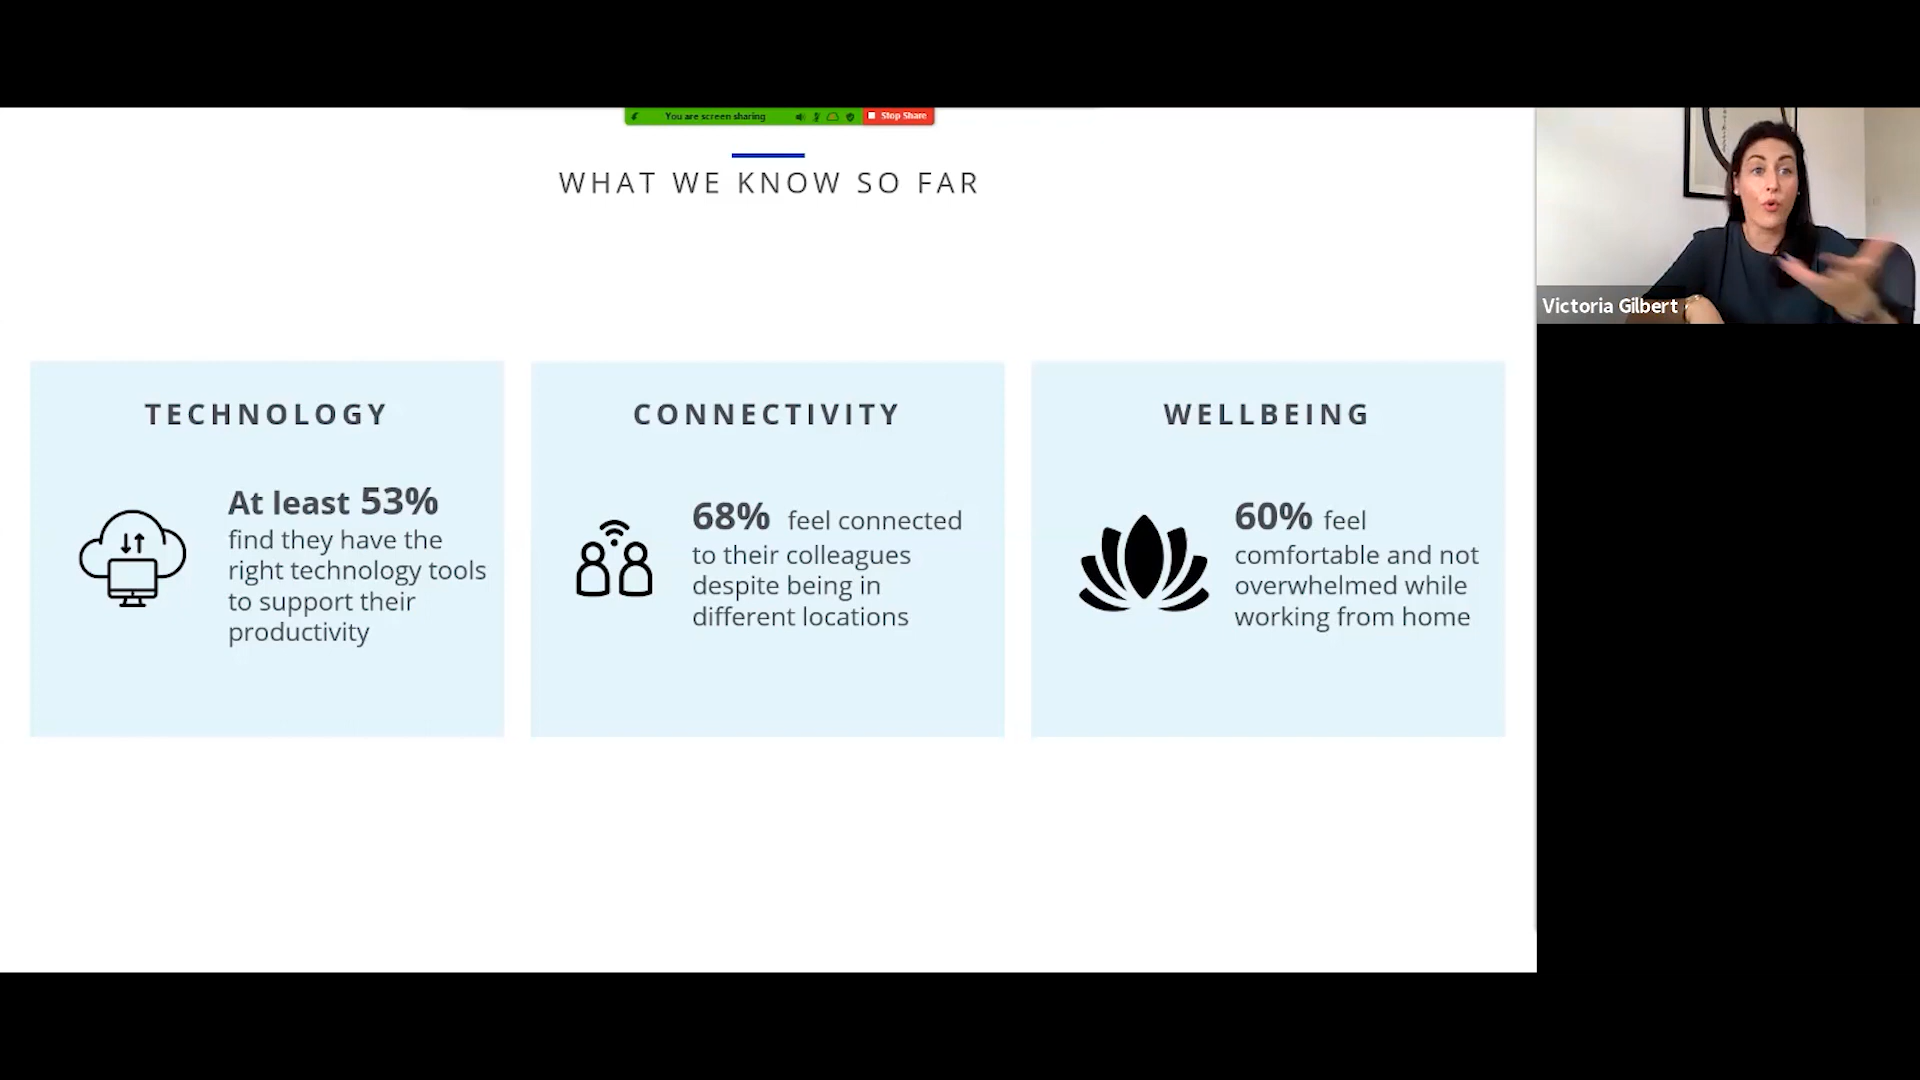 You are screen sharing
Stop Share
WHAT WE KNOW SO FAR
Victoria Gilbert
TECHNOLOGY
At least 53%
find they have the
right technology tools
to support their
productivity
CONNECTIVITY
68% feel connected
to their colleagues
despite being in
different locations
WELLBEING
60% feel
comfortable and not
overwhelmed while
working from home